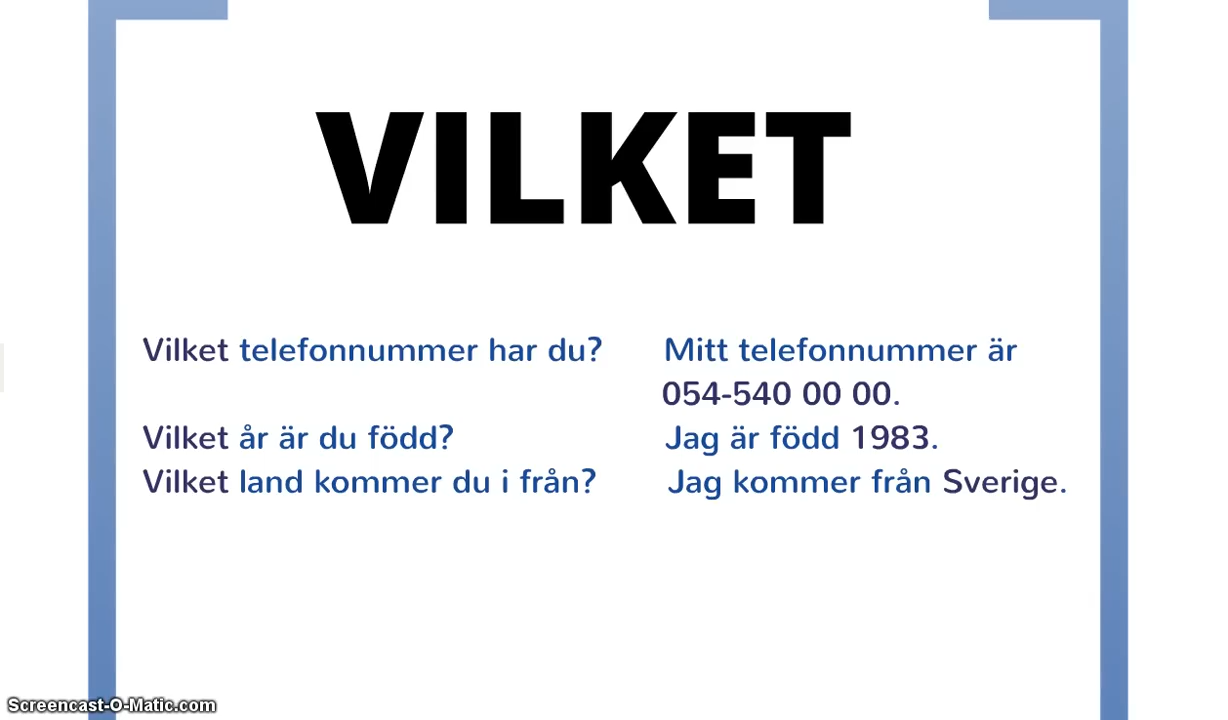 VILKET
Vilket telefonnummer har du? Mitt telefonnummer är
054-540 00 00.
Vilket år är du född? Jag är född 1983.
Vilket land kommer du i från? Jag kommer från Sverige.
Screencast-O-Matic.com